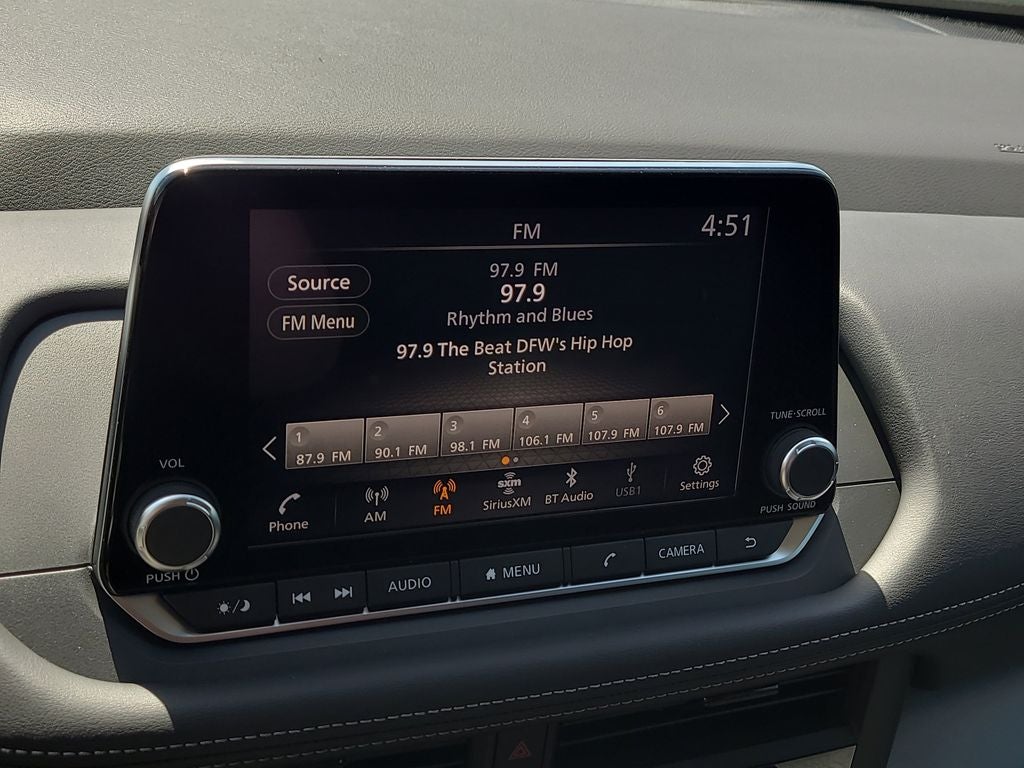 FM
4:51
Source
FM Menu
97.9 FM
97.9
Rhythm and Blues
97.9 The Beat DFW's Hip Hop
Station
1
87.9 FM
2
90.1 FM
3
98.1 FM
4
106.1 FM
5
107.9 FM
6
107.9 FM
Phone
AM
FM
sxm
SiriusXM
BT Audio
USB1
Settings
VOL
PUSH
TUNE·SCROLL
PUSH SOUND
AUDIO
MENU
CAMERA